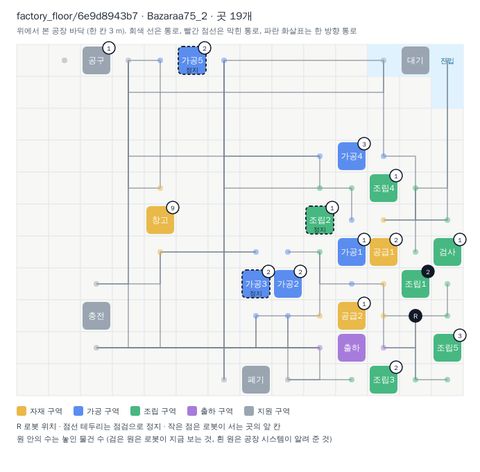 factory_floor/6e9d8943b7 · Bazaraa75_2 · 곳 19개
위에서 본 공장 바닥 (한 칸 3 m). 회색 선은 통로, 빨간 점선은 막힌 통로, 파란 화살표는 한 방향 통로
공구 1
가공5 2
정지
대기
전립
가공4 3
조립4 1
창고 9
조립2 1
정지
가공1 1
공급1 2
검사 1
가공3 2
정지
가공2 2
조립1 2
충전
공급2 1
R
출하
조립5 3
폐기
조립3 2
자재 구역
가공 구역
조립 구역
출하 구역
지원 구역
R 로봇 위치 · 점선 테두리는 점검으로 정지 · 작은 점은 로봇이 서는 곳의 앞 칸
원 안의 수는 놓인 물건 수 (검은 원은 로봇이 지금 보는 것, 흰 원은 공장 시스템이 알려 준 것)